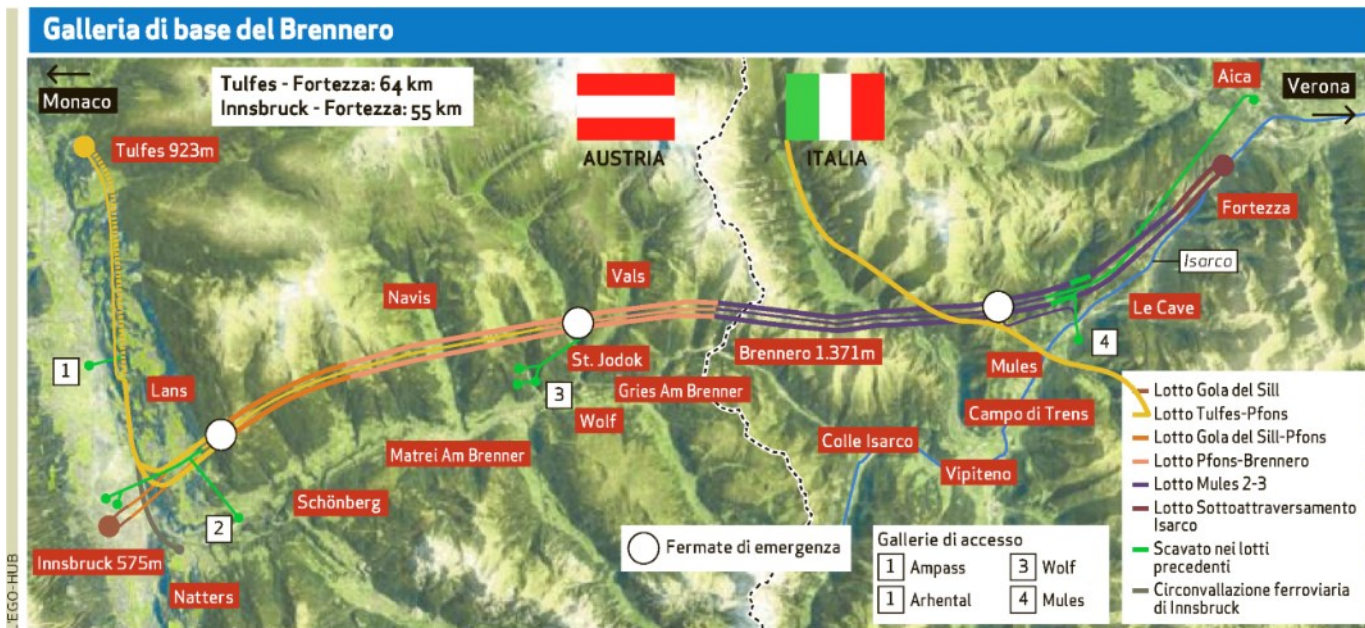 Galleria di base del Brennero
Monaco
Tulfes - Fortezza: 64 km
Innsbruck - Fortezza: 55 km
AUSTRIA
ITALIA
Aica
Verona
Tulfes 923m
Fortezza
Isarco
Vals
Navis
Le Cave
1
St. Jodok
Brennero 1.371m
4
Lans
3
Gries Am Brenner
Mules
Wolf
Campo di Trens
Matrei Am Brenner
Colle Isarco
Vipiteno
Schönberg
2
Innsbruck 575m
Natters
Fermate di emergenza
Gallerie di accesso
1 Ampass
3 Wolf
1 Arhental
4 Mules
Lotto Gola del Sill
Lotto Tulfes-Pfons
Lotto Gola del Sill-Pfons
Lotto Pfons-Brennero
Lotto Mules 2-3
Lotto Sottoattraversamento
Isarco
Scavato nei lotti
precedenti
Circonvallazione ferroviaria
di Innsbruck
L'EGO-HUB